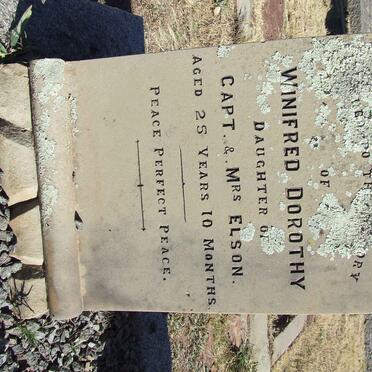 OF
WINIFRED DOROTHY
DAUGHTER OF
CAPT. & MRS ELSON.
AGED 25 YEARS 10 MONTHS
PEACE PERFECT PEACE.